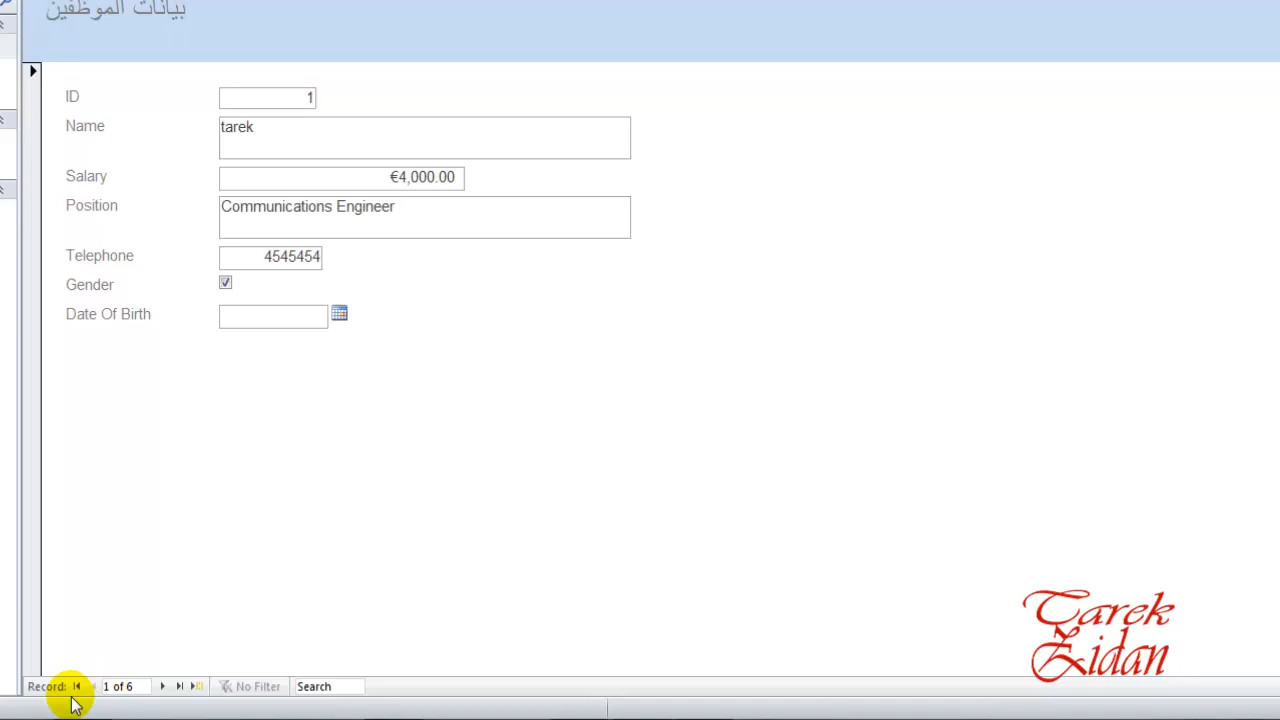 بيانات الموظفين
ID 1
Name tarek
Salary €4,000.00
Position Communications Engineer
Telephone 4545454
Gender
Date Of Birth
Tarek
Zidan
Record: 1 of 6 No Filter Search